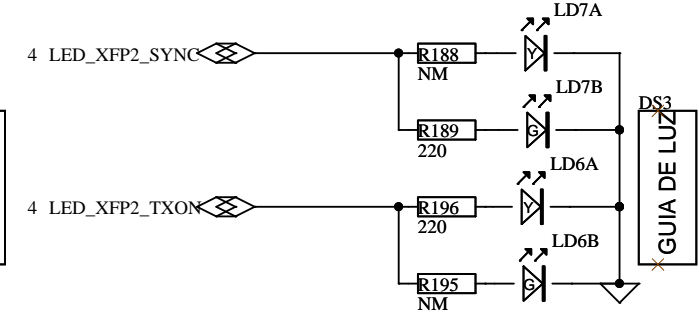 LD7A
4 LED_XFP2_SYNC
R188
NM
Y
LD7B
R189
220
G
DS3
GUIA DE LUZ
LD6A
4 LED_XFP2_TXON
R196
220
Y
LD6B
R195
NM
G